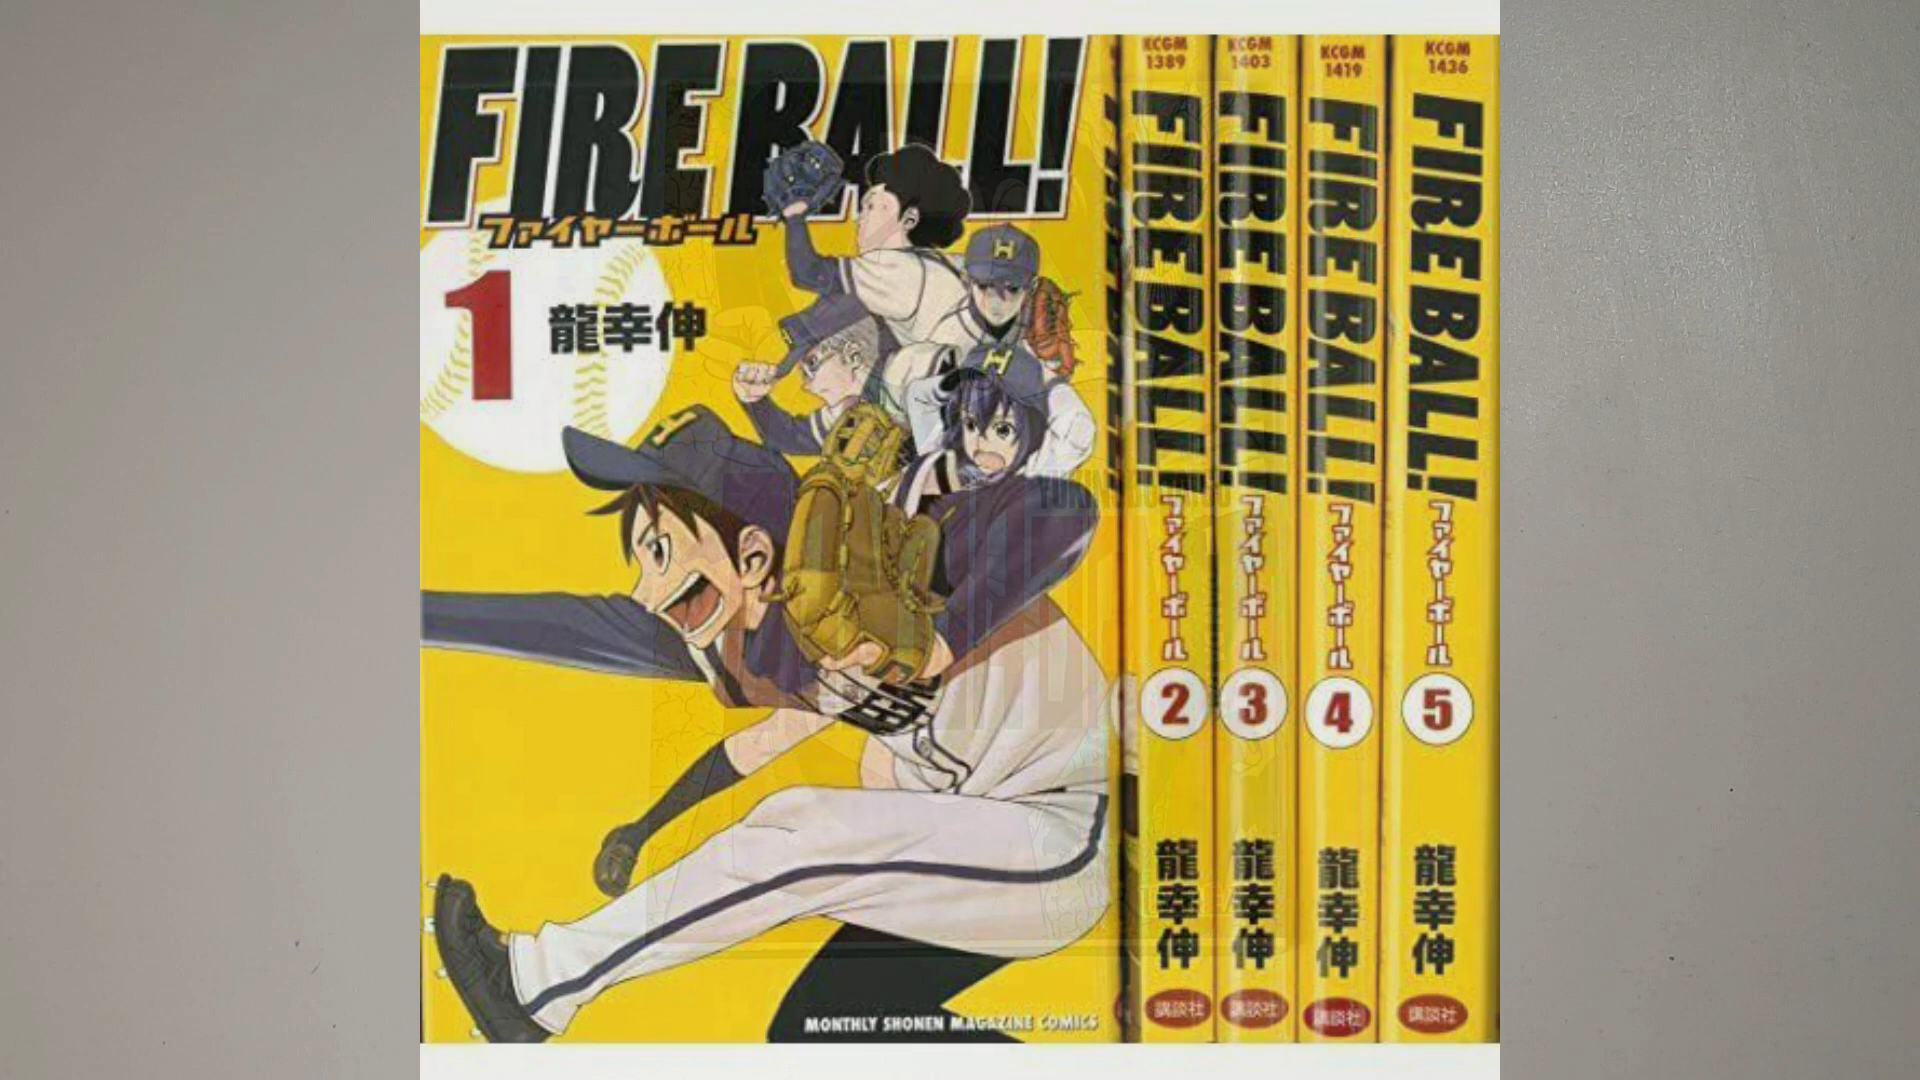 FIRE BALL!
ファイヤーボール
1
龍幸伸
MONTHLY SHONEN MAGAZINE COMICS
KCGM
1389
FIRE BALL!
ファイヤーボール
2
龍幸伸
講談社
KCGM
1403
FIRE BALL!
ファイヤーボール
3
龍幸伸
講談社
KCGM
1419
FIRE BALL!
ファイヤーボール
4
龍幸伸
講談社
KCGM
1436
FIRE BALL!
ファイヤーボール
5
龍幸伸
講談社